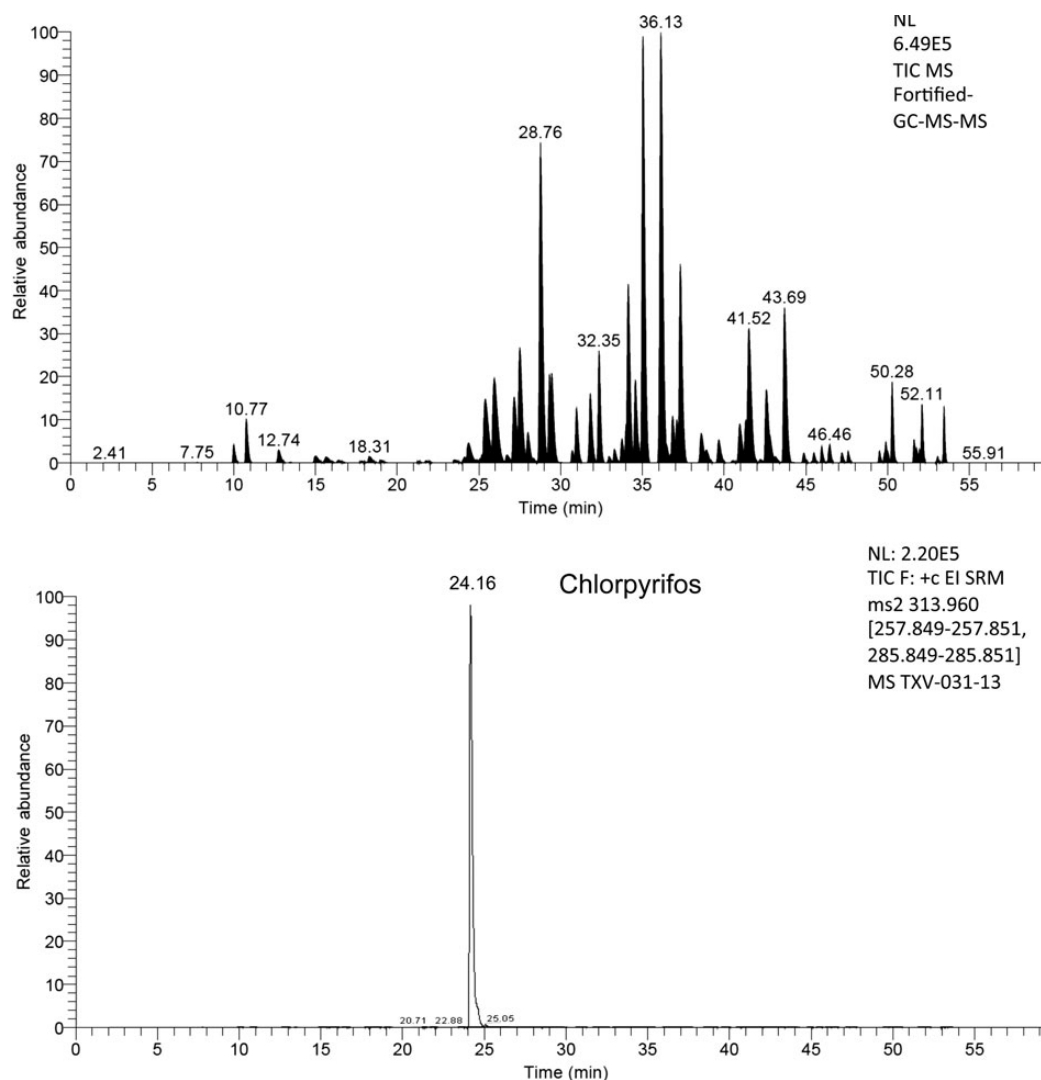 NL
6.49E5
TIC MS
Fortified-
GC-MS-MS
Relative abundance
100
90
80
70
60
50
40
30
20
10
0
2.41
7.75
10.77
12.74
18.31
28.76
32.35
36.13
41.52
43.69
46.46
50.28
52.11
55.91
0 5 10 15 20 25 30 35 40 45 50 55
Time (min)
Chlorpyrifos
NL: 2.20E5
TIC F: +c EI SRM
ms2 313.960
[257.849-257.851,
285.849-285.851]
MS TXV-031-13
Relative abundance
100
90
80
70
60
50
40
30
20
10
0
24.16
20.71 22.88 25.05
0 5 10 15 20 25 30 35 40 45 50 55
Time (min)